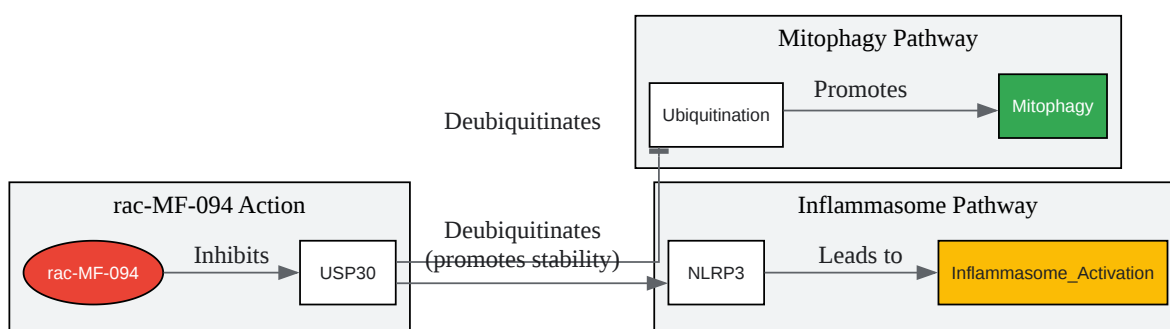 Mitophagy Pathway
Ubiquitination
Promotes
Mitophagy
Deubiquitinates
rac-MF-094 Action
rac-MF-094
Inhibits
USP30
Deubiquitinates
(promotes stability)
Inflammasome Pathway
NLRP3
Leads to
Inflammasome_Activation